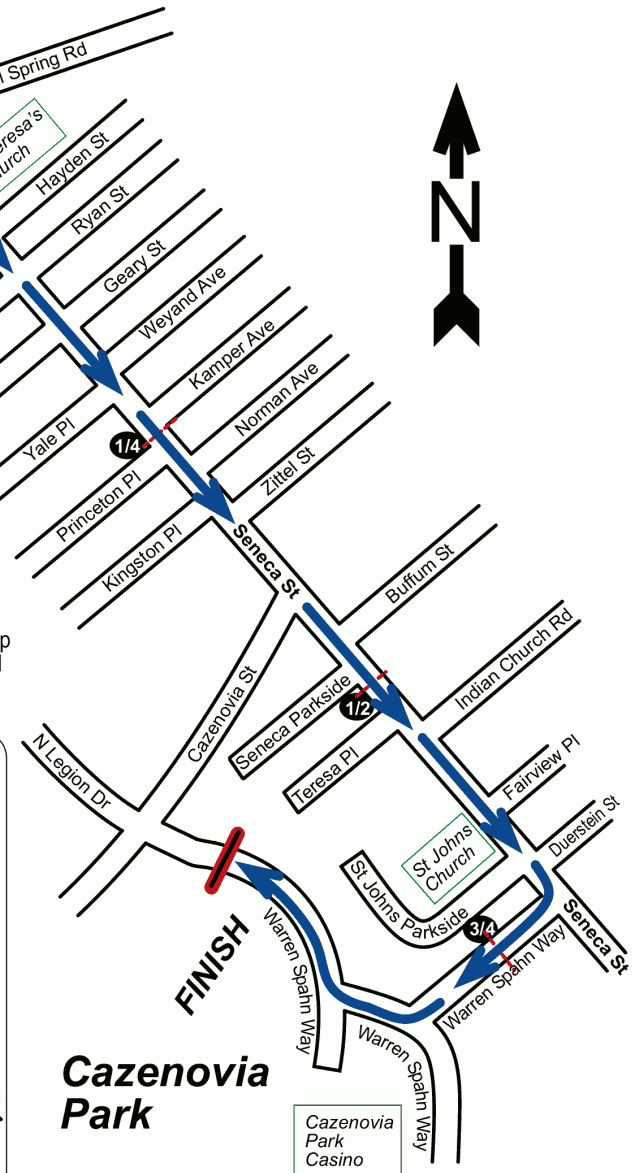 Spring Rd
Hayden St
Ryan St
Geary St
Weyand Ave
Kamper Ave
Norman Ave
Zittel St
N
Yale Pl
1/4
Princeton Pl
Kingston Pl
Seneca St
Buffum St
Indian Church Rd
Cazenovia St
Seneca Parkside
1/2
Teresa Pl
Fairview Pl
Duerstein St
N Legion Dr
St Johns
Church
St Johns Parkside
3/4
Seneca St
Warren Spahn Way
FINISH
Warren Spahn Way
Warren Spahn Way
Cazenovia
Park
Cazenovia
Park
Casino